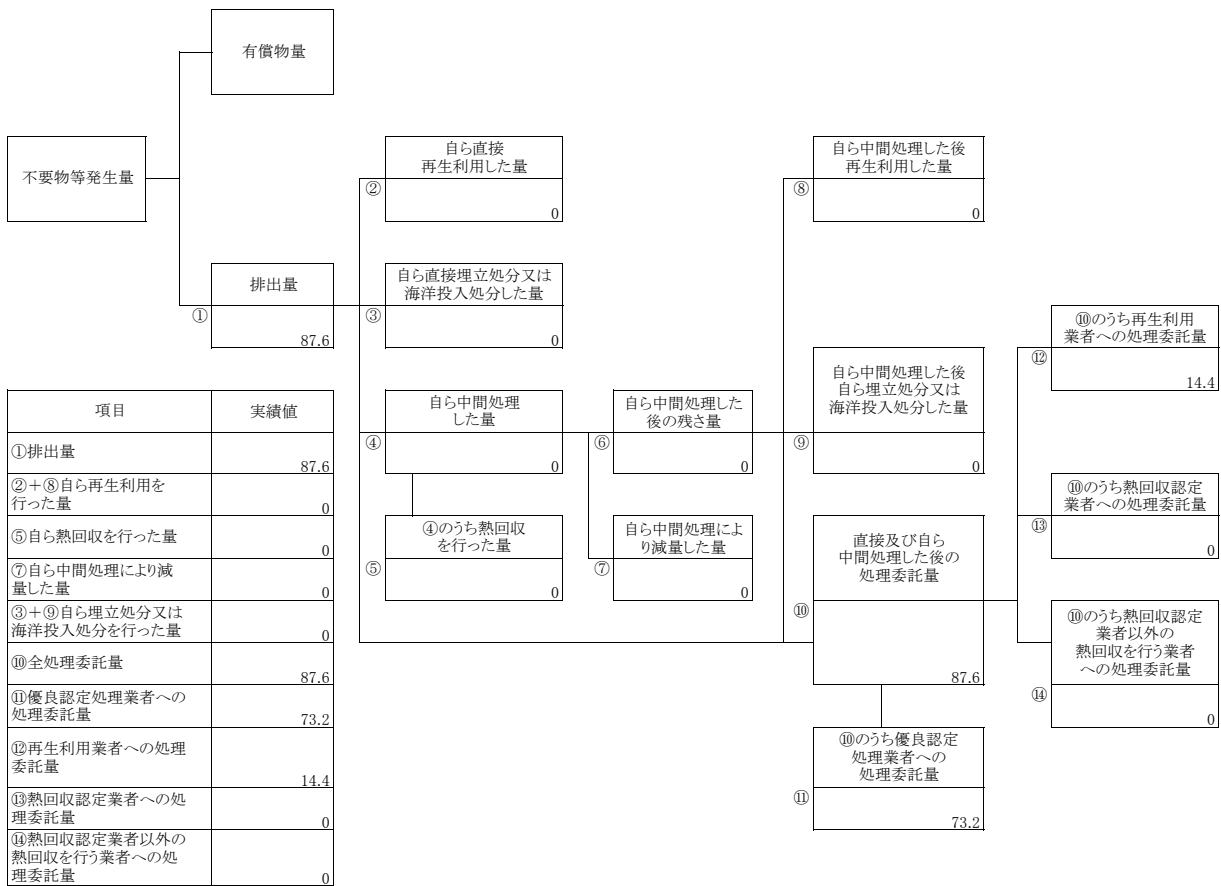 有償物量
不要物等発生量
自ら直接
再生利用した量
②
0
自ら中間処理した後
再生利用した量
⑧
0
排出量
①
87.6
自ら直接埋立処分又は
海洋投入処分した量
③
0
⑩のうち再生利用
業者への処理委託量
⑫
14.4
自ら中間処理した後
自ら埋立処分又は
海洋投入処分した量
⑨
0
自ら中間処理
した量
④
0
自ら中間処理した
後の残さ量
⑥
0
⑩のうち熱回収認定
業者への処理委託量
⑬
0
④のうち熱回収
を行った量
⑤
0
自ら中間処理によ
り減量した量
⑦
0
直接及び自ら
中間処理した後の
処理委託量
⑩
87.6
⑩のうち熱回収認定
業者以外の
熱回収を行う業者
への処理委託量
⑭
0
⑩のうち優良認定
処理業者への
処理委託量
⑪
73.2
項目 実績値
①排出量
87.6
②＋⑧自ら再生利用を
行った量
0
⑤自ら熱回収を行った量
0
⑦自ら中間処理により減
量した量
0
③＋⑨自ら埋立処分又は
海洋投入処分を行った量
0
⑩全処理委託量
87.6
⑪優良認定処理業者への
処理委託量
73.2
⑫再生利用業者への処理
委託量
14.4
⑬熱回収認定業者への処
理委託量
0
⑭熱回収認定業者以外の
熱回収を行う業者への処
理委託量
0